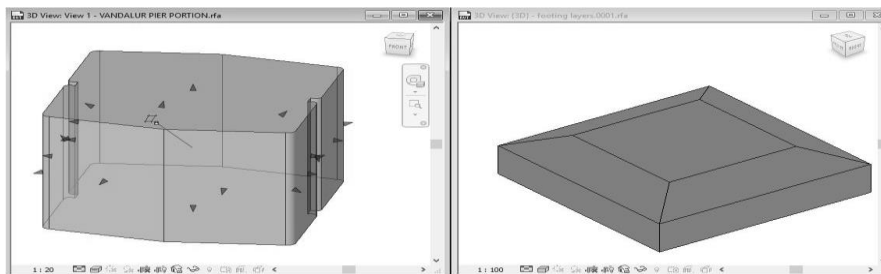 3D View: View 1 - VANDALUR PIER PORTION.rfa
FRONT
1 : 20
3D View: {3D} - footing layers.0001.rfa
1 : 100